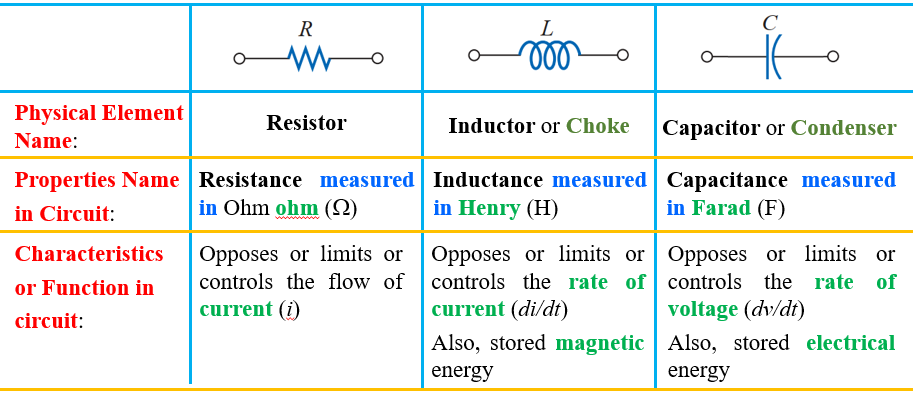 R
L
C
Physical Element
Name:
Resistor
Inductor or Choke
Capacitor or Condenser
Properties Name
in Circuit:
Resistance measured
in Ohm ohm (Ω)
Inductance measured
in Henry (H)
Capacitance measured
in Farad (F)
Characteristics
or Function in
circuit:
Opposes or limits or
controls the flow of
current (i)
Opposes or limits or
controls the rate of
current (di/dt)
Also, stored magnetic
energy
Opposes or limits or
controls the rate of
voltage (dv/dt)
Also, stored electrical
energy